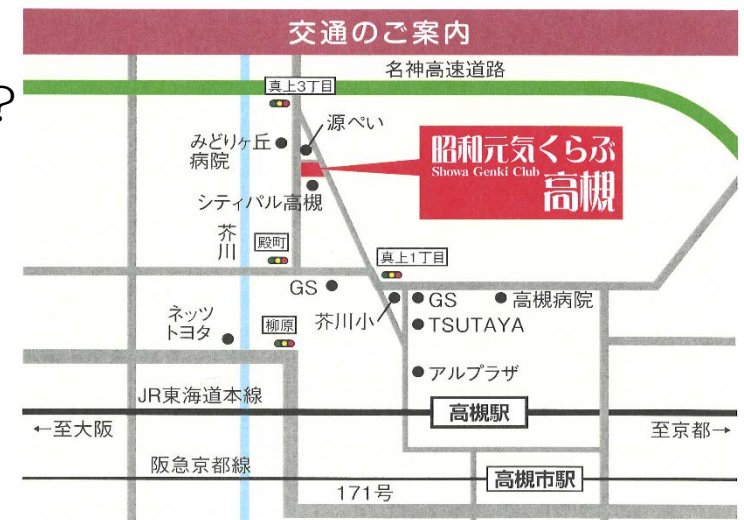 交通のご案内
?
名神高速道路
真上3丁目
源ぺい
みどりヶ丘
病院
昭和元気くらぶ
Showa Genki Club
高槻
シティパル高槻
芥川
殿町
真上1丁目
GS
芥川小
GS
高槻病院
ネッツ
トヨタ
柳原
TSUTAYA
アルプラザ
JR東海道本線
高槻駅
←至大阪
至京都→
阪急京都線
高槻市駅
171号